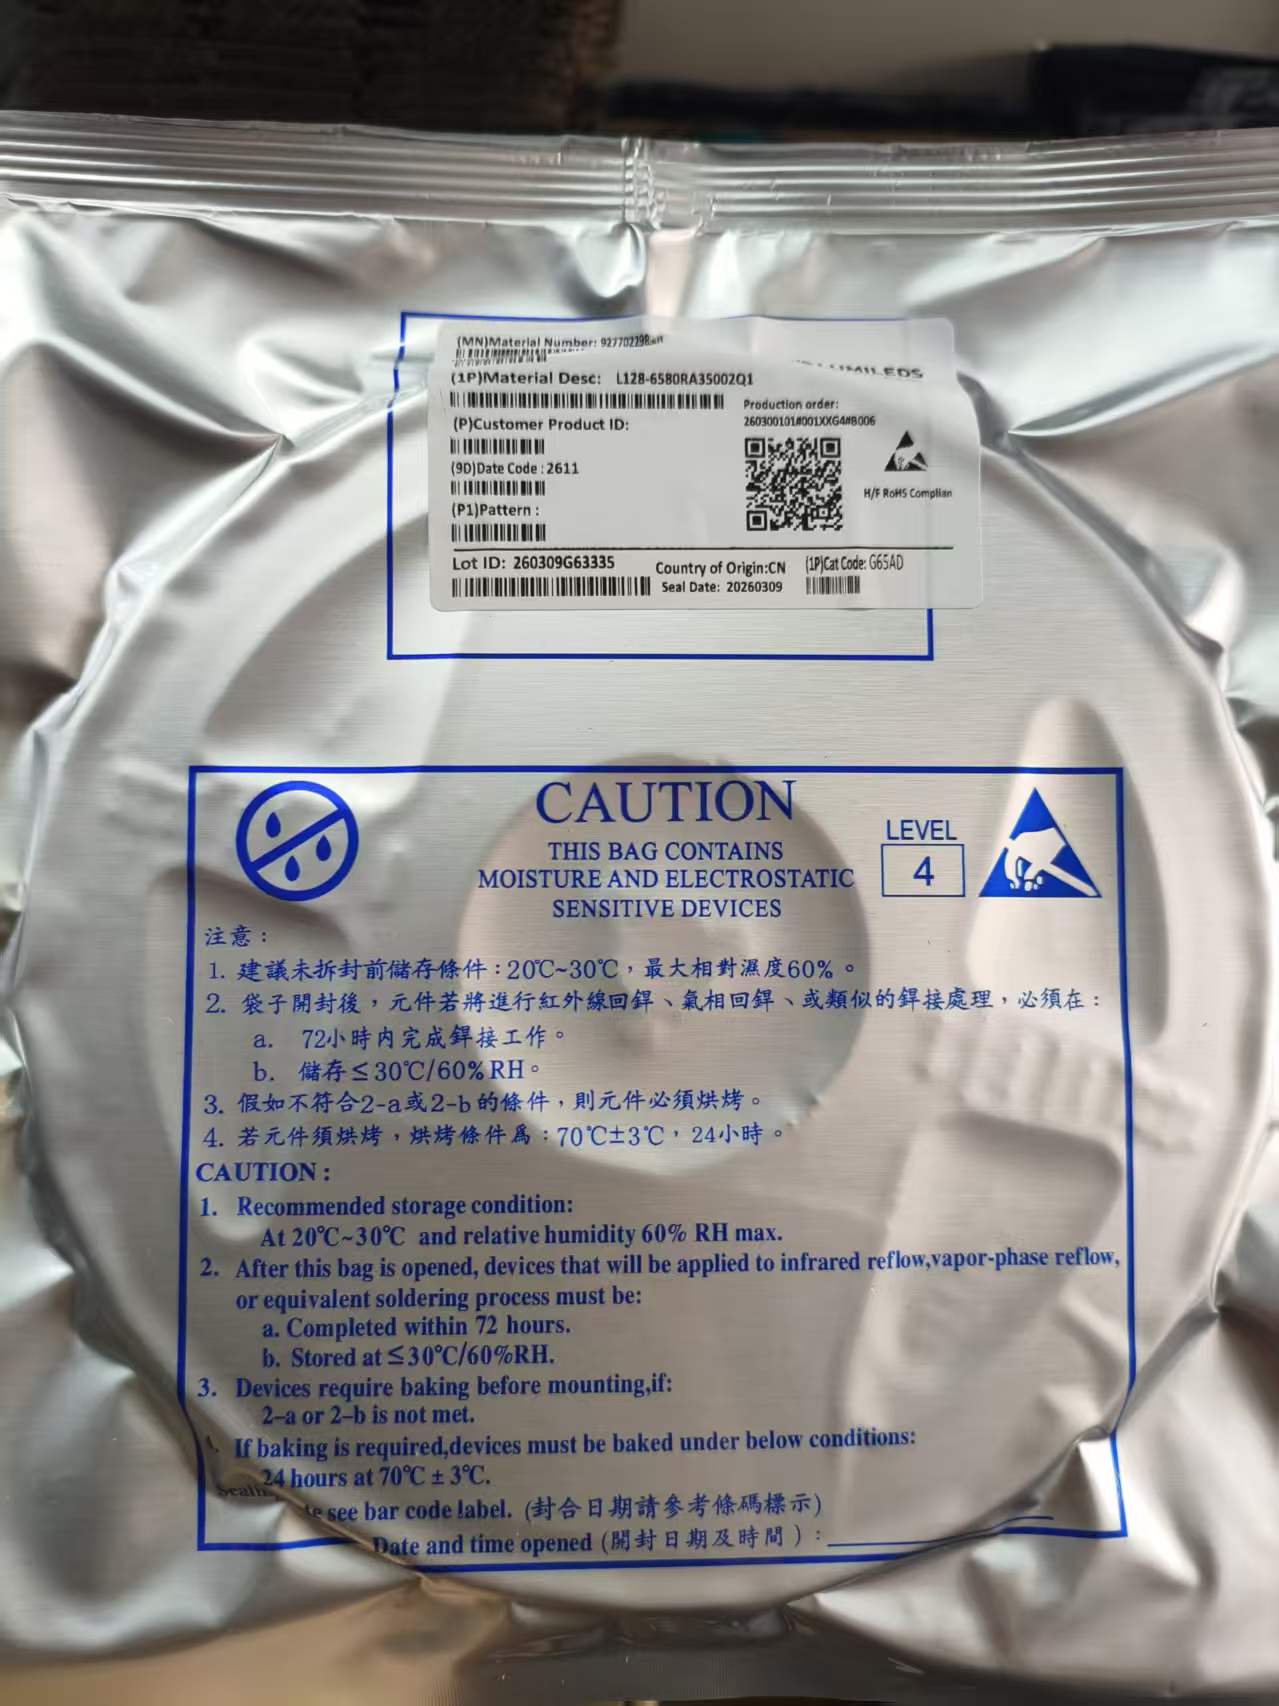 (MN)Material Number: 927702298
LUMILEDS
(1P)Material Desc: L128-6580RA35002Q1
Production order:
260300101#001XXG4#B006
(P)Customer Product ID:
(9D)Date Code : 2611
H/F RoHS Complian
(P1)Pattern :
Lot ID: 260309G63335
Country of Origin:CN
(1P)Cat Code: G65AD
Seal Date: 20260309
CAUTION
THIS BAG CONTAINS
MOISTURE AND ELECTROSTATIC
SENSITIVE DEVICES
LEVEL
4
注意：
1. 建議未拆封前儲存條件：20℃~30℃，最大相對濕度60%。
2. 袋子開封後，元件若將進行紅外線回銲、氣相回銲、或類似的銲接處理，必須在：
a. 72小時內完成銲接工作。
b. 儲存≦30℃/60%RH。
3. 假如不符合2-a或2-b的條件，則元件必須烘烤。
4. 若元件須烘烤，烘烤條件爲：70℃±3℃，24小時。
CAUTION :
1. Recommended storage condition:
At 20℃~30℃ and relative humidity 60% RH max.
2. After this bag is opened, devices that will be applied to infrared reflow,vapor-phase reflow,
or equivalent soldering process must be:
a. Completed within 72 hours.
b. Stored at ≦30℃/60%RH.
3. Devices require baking before mounting,if:
2-a or 2-b is not met.
If baking is required,devices must be baked under below conditions:
24 hours at 70℃ ± 3℃.
see bar code label. (封合日期請參考條碼標示)
Date and time opened (開封日期及時間) :